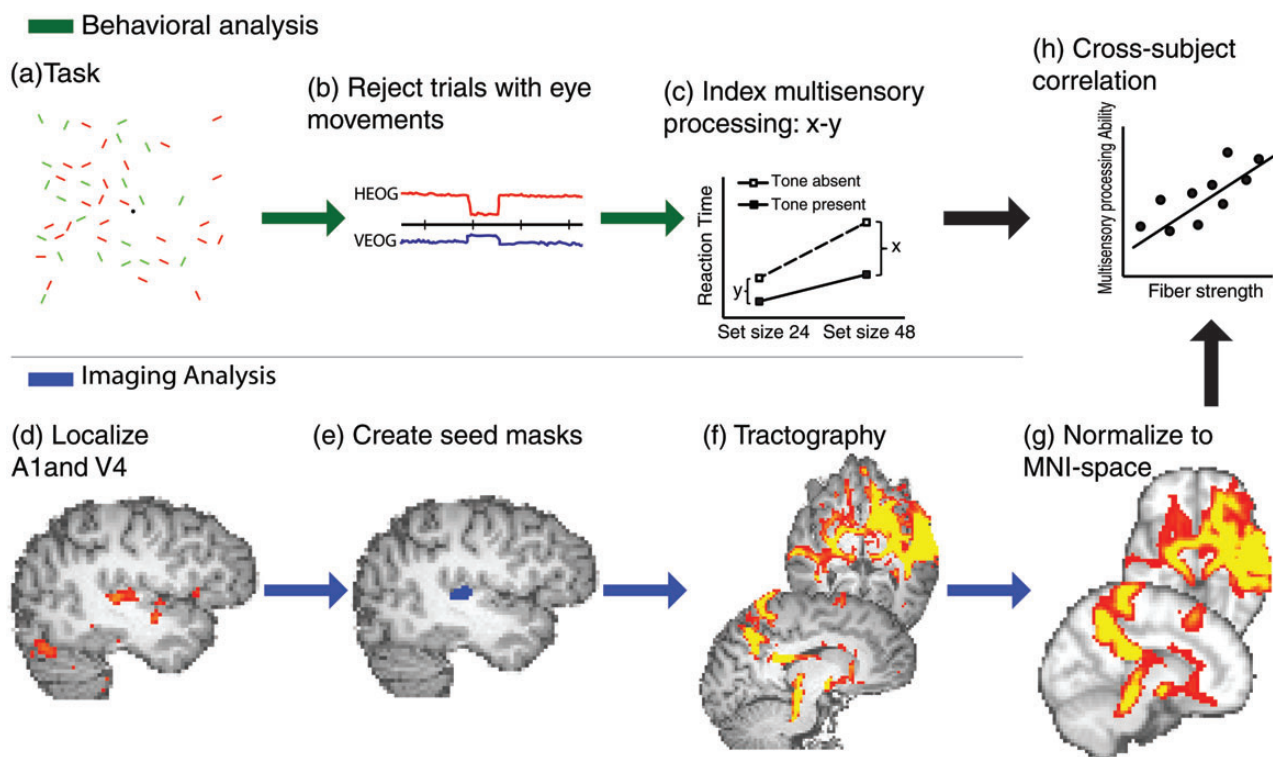 Behavioral analysis
(a)Task
(b) Reject trials with eye
movements
HEOG
VEOG
(c) Index multisensory
processing: x-y
Reaction Time
Tone absent
Tone present
x
y
Set size 24
Set size 48
(h) Cross-subject
correlation
Multisensory processing Ability
Fiber strength
Imaging Analysis
(d) Localize
A1and V4
(e) Create seed masks
(f) Tractography
(g) Normalize to
MNI-space